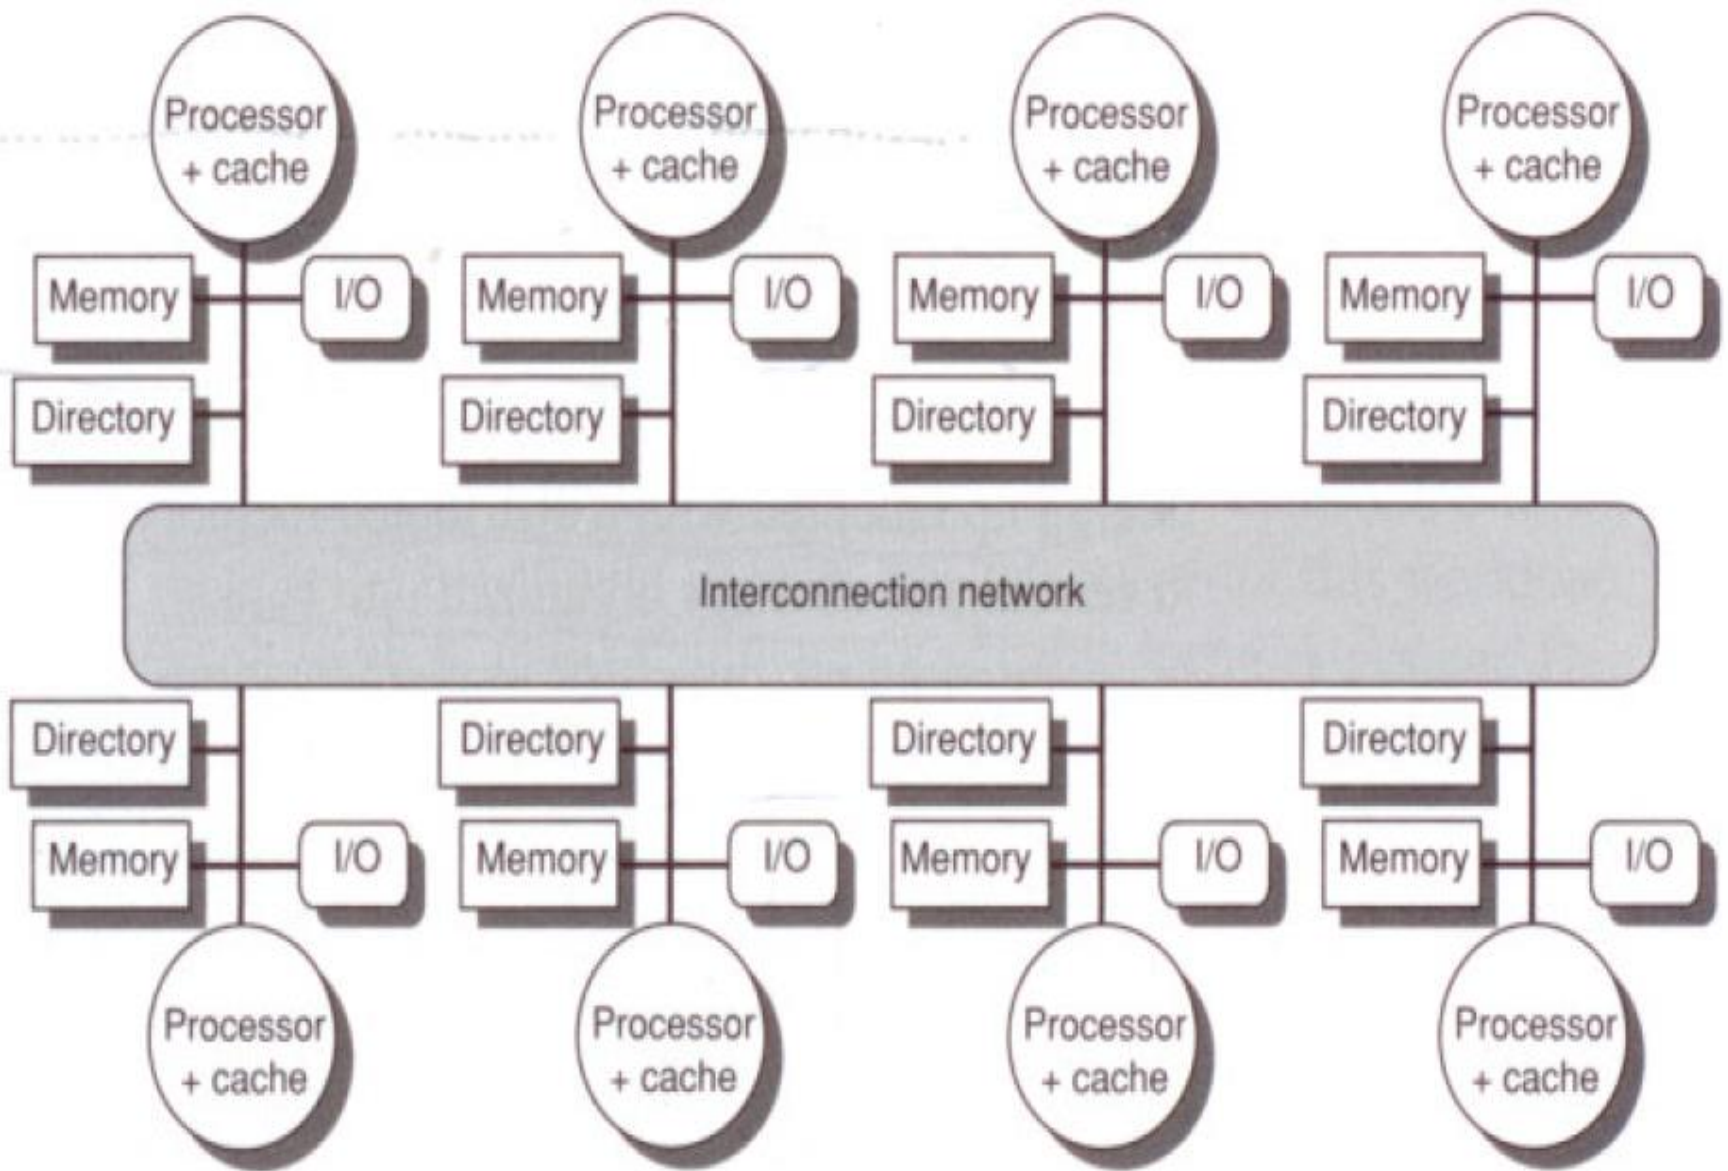 Processor
+ cache
Processor
+ cache
Processor
+ cache
Processor
+ cache
Memory
I/O
Memory
I/O
Memory
I/O
Memory
I/O
Directory
Directory
Directory
Directory
Interconnection network
Directory
Directory
Directory
Directory
Memory
I/O
Memory
I/O
Memory
I/O
Memory
I/O
Processor
+ cache
Processor
+ cache
Processor
+ cache
Processor
+ cache